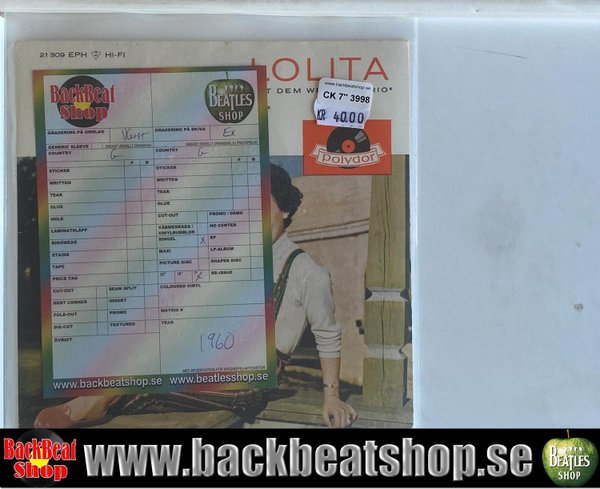 21 309 EPH HI-FI
LOLITA
T DEM W RIO*
*
www.backbeatshop.se
CK 7" 3998
KR 40.00
polydor
BackBeat Shop
BEATLES SHOP
GRADERING PÅ OMSLAG
GRADERING PÅ SKIVA Ex
GENERIC SLEEVE
COUNTRY G
COUNTRY G
F B
F B
STICKER
STICKER
WRITTEN
WRITTEN
TEAR
TEAR
GLUE
GLUE
HOLE
CUT-OUT
PROMO / DEMO
LAMINATSLÄPP
VÄRMESKADA / VINYLBUBBLOR
NO CENTER
RINGWEAR
SINGEL X
EP
STAINS
MAXI
LP-ALBUM
TAPE
PICTURE DISC
SHAPED DISC
PRICE TAG
12" 10" 7" X
RE-ISSUE
CUT-OUT
SEAM SPLIT
COLOURED VINYL
BENT CORNER
INSERT
FOLD-OUT
PROMO
MATRIX #
DIE-CUT
TEXTURED
YEAR
ÖVRIGT
1960
www.backbeatshop.se www.beatlesshop.se
BackBeat Shop
www.backbeatshop.se
BEATLES SHOP